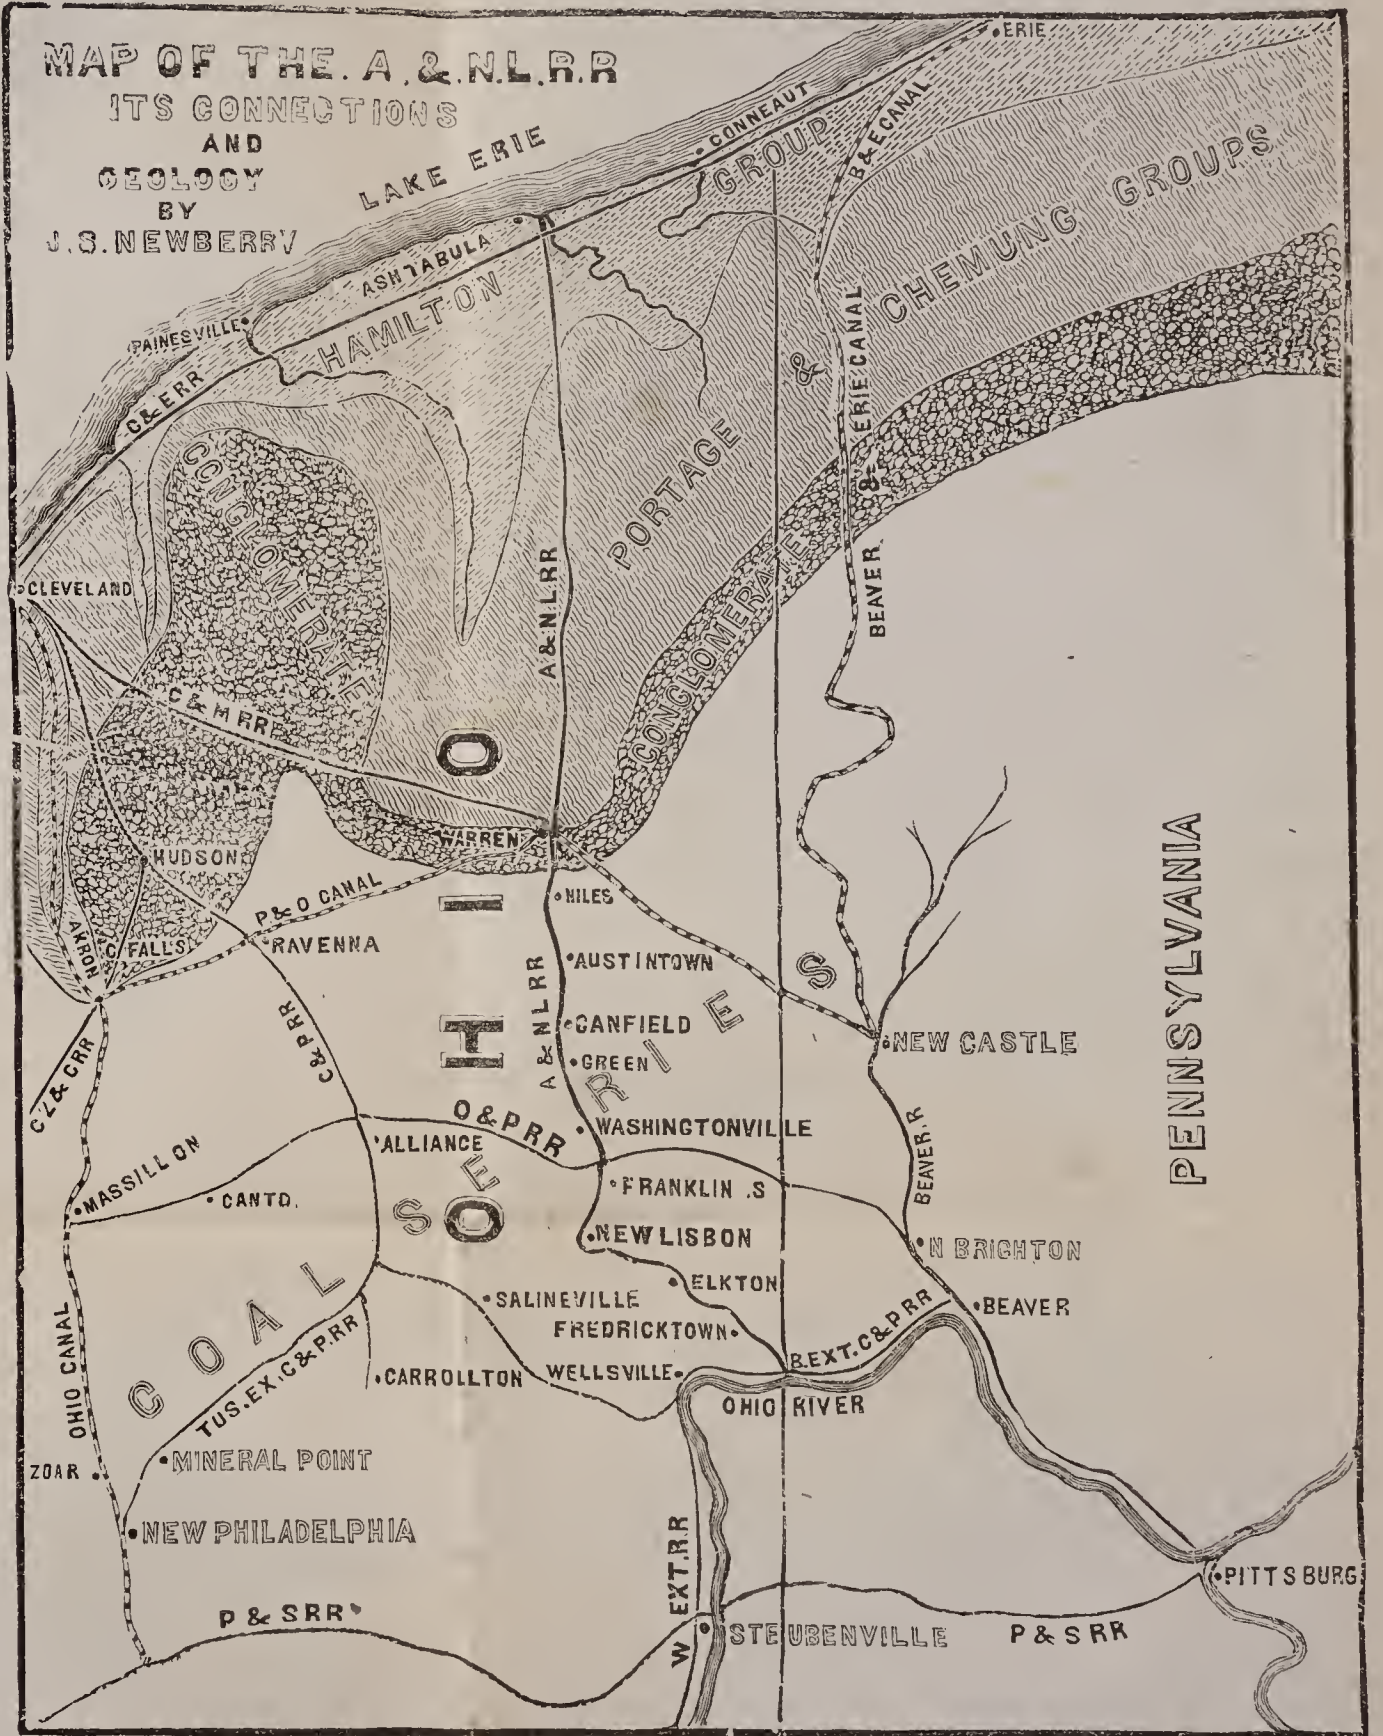 MAP OF THE. A. & N.L.R.R
ITS CONNECTIONS
AND
GEOLOGY
BY
J.S. NEWBERRY
ERIE
LAKE ERIE
CONNEAUT
B & E CANAL
GROUP
CHEMUNG GROUPS
ASHTABULA
HAMILTON
PAINESVILLE
C & E RR
&
BEAVER & ERIE CANAL
PORTAGE
CONGLOMERATE
CONGLOMERATE
A & N.L.RR
CLEVELAND
C & M RR
OHIO
WARREN
HUDSON
P & O CANAL
NILES
AKRON
C FALLS
RAVENNA
AUSTINTOWN
A & NL RR
CANFIELD
GREEN
NEW CASTLE
PENNSYLVANIA
C & P RR
C Z & C RR
COAL SERIES
O & P RR
WASHINGTONVILLE
ALLIANCE
BEAVER. R
MASSILLON
CANTO.
FRANKLIN .S
NEW LISBON
N BRIGHTON
ELKTON
SALINEVILLE
BEAVER
FREDRICKTOWN
B. EXT. C & P RR
WELLSVILLE
CARROLLTON
OHIO RIVER
TUS. EX. C & P. RR
OHIO CANAL
ZOAR
MINERAL POINT
NEW PHILADELPHIA
W EXT. R.R
PITTSBURG
P & S RR
STEUBENVILLE
P & S RR